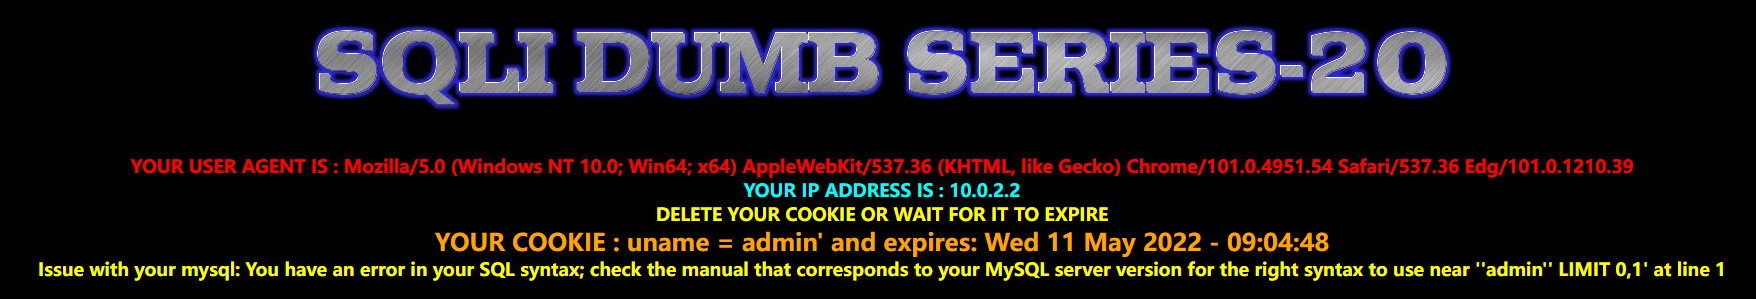 SQLI DUMB SERIES-20
YOUR USER AGENT IS : Mozilla/5.0 (Windows NT 10.0; Win64; x64) AppleWebKit/537.36 (KHTML, like Gecko) Chrome/101.0.4951.54 Safari/537.36 Edg/101.0.1210.39
YOUR IP ADDRESS IS : 10.0.2.2
DELETE YOUR COOKIE OR WAIT FOR IT TO EXPIRE
YOUR COOKIE : uname = admin' and expires: Wed 11 May 2022 - 09:04:48
Issue with your mysql: You have an error in your SQL syntax; check the manual that corresponds to your MySQL server version for the right syntax to use near ''admin'' LIMIT 0,1' at line 1